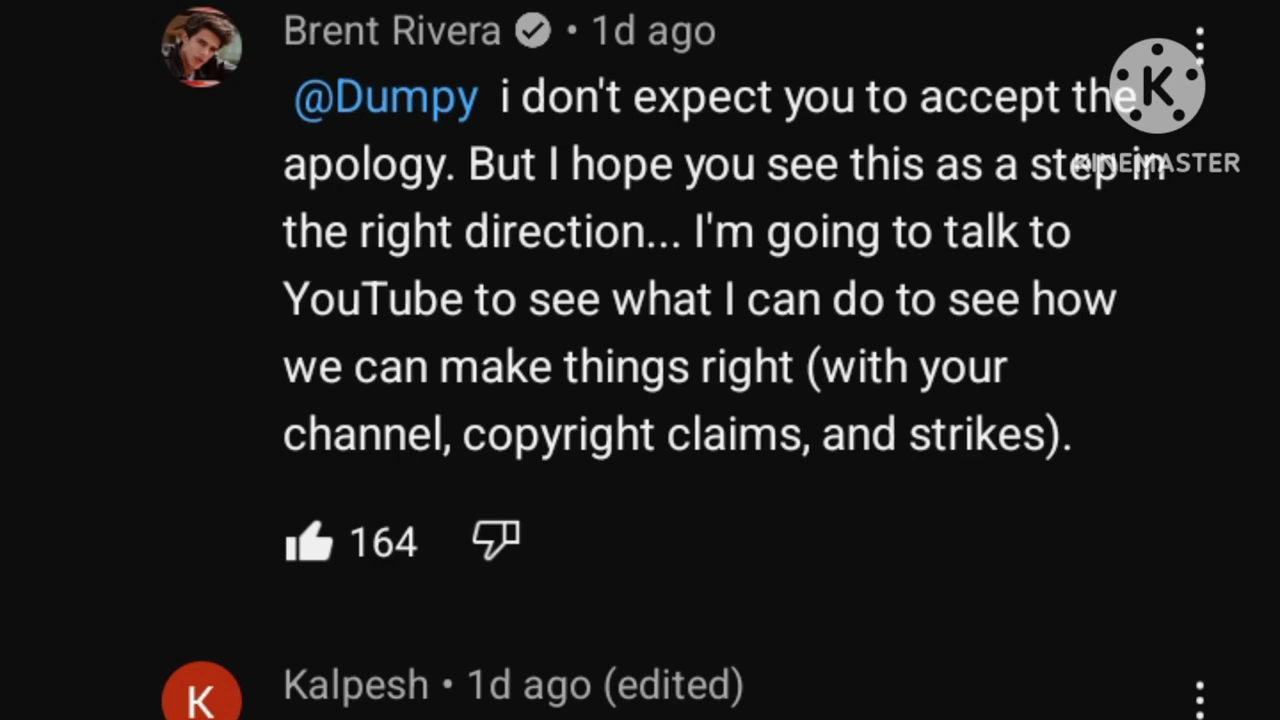 Brent Rivera • 1d ago
@Dumpy i don't expect you to accept the
apology. But I hope you see this as a step in
the right direction... I'm going to talk to
YouTube to see what I can do to see how
we can make things right (with your
channel, copyright claims, and strikes).
164
Kalpesh • 1d ago (edited)
K
K
KINEMASTER